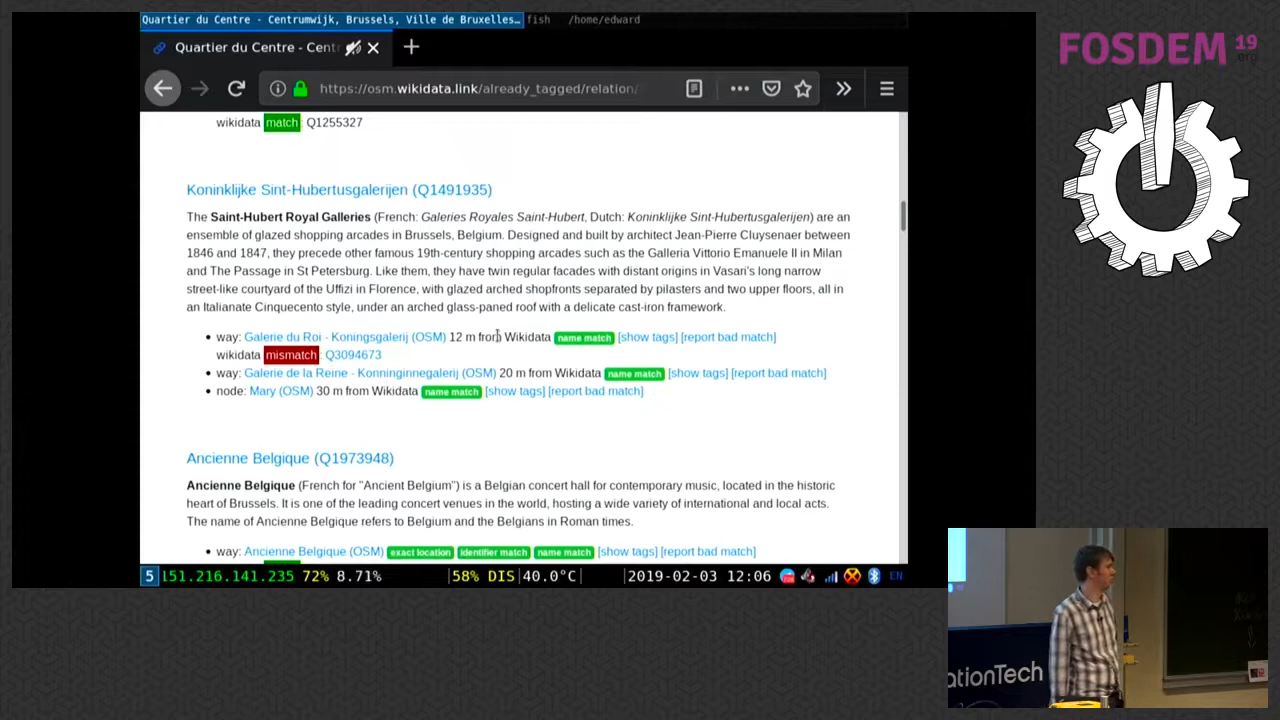 Quartier du Centre - Centrumwijk, Brussels, Ville de Bruxelles… fish /home/edward
Quartier du Centre - Cent
https://osm.wikidata.link/already_tagged/relation/
FOSDEM 19
.org
wikidata match: Q1255327
Koninklijke Sint-Hubertusgalerijen (Q1491935)
The Saint-Hubert Royal Galleries (French: Galeries Royales Saint-Hubert, Dutch: Koninklijke Sint-Hubertusgalerijen) are an
ensemble of glazed shopping arcades in Brussels, Belgium. Designed and built by architect Jean-Pierre Cluysenaer between
1846 and 1847, they precede other famous 19th-century shopping arcades such as the Galleria Vittorio Emanuele II in Milan
and The Passage in St Petersburg. Like them, they have twin regular facades with distant origins in Vasari's long narrow
street-like courtyard of the Uffizi in Florence, with glazed arched shopfronts separated by pilasters and two upper floors, all in
an Italianate Cinquecento style, under an arched glass-paned roof with a delicate cast-iron framework.
• way: Galerie du Roi - Koningsgalerij (OSM) 12 m from Wikidata name match [show tags] [report bad match]
wikidata mismatch: Q3094673
• way: Galerie de la Reine - Konninginnegalerij (OSM) 20 m from Wikidata name match [show tags] [report bad match]
• node: Mary (OSM) 30 m from Wikidata name match [show tags] [report bad match]
Ancienne Belgique (Q1973948)
Ancienne Belgique (French for "Ancient Belgium") is a Belgian concert hall for contemporary music, located in the historic
heart of Brussels. It is one of the leading concert venues in the world, hosting a wide variety of international and local acts.
The name of Ancienne Belgique refers to Belgium and the Belgians in Roman times.
• way: Ancienne Belgique (OSM) exact location identifier match name match [show tags] [report bad match]
5 151.216.141.235 72% 8.71% |58% DIS|40.0°C| |2019-02-03 12:06 EN
ationTech